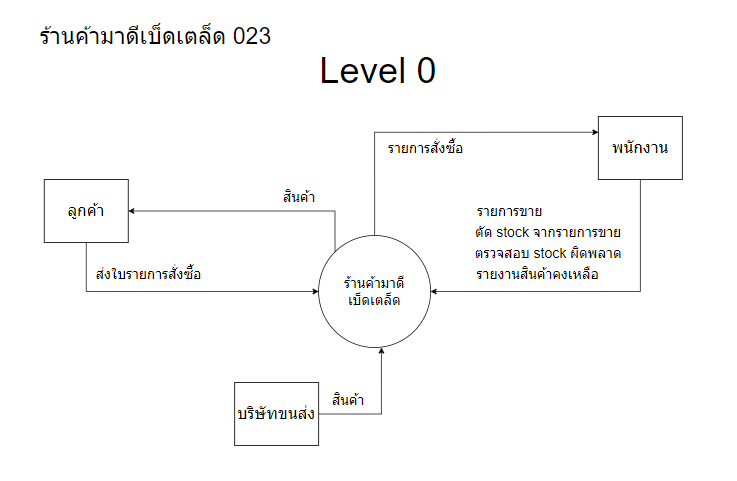 ร้านค้ามาดีเบ็ดเตล็ด 023
Level 0
รายการสั่งซื้อ
พนักงาน
ลูกค้า
สินค้า
รายการขาย
ตัด stock จากรายการขาย
ตรวจสอบ stock ผิดพลาด
รายงานสินค้าคงเหลือ
ส่งใบรายการสั่งซื้อ
ร้านค้ามาดี
เบ็ดเตล็ด
บริษัทขนส่ง
สินค้า